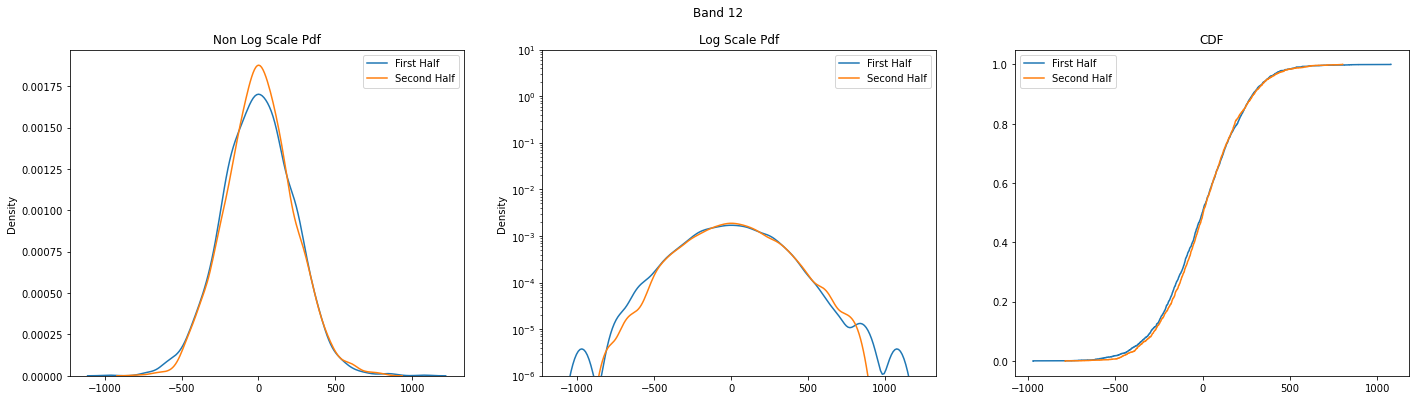 Band 12
Non Log Scale Pdf
Density
0.00175
0.00150
0.00125
0.00100
0.00075
0.00050
0.00025
0.00000
−1000 −500 0 500 1000
First Half
Second Half
Log Scale Pdf
Density
10^1
10^0
10^−1
10^−2
10^−3
10^−4
10^−5
10^−6
−1000 −500 0 500 1000
First Half
Second Half
CDF
1.0
0.8
0.6
0.4
0.2
0.0
−1000 −500 0 500 1000
First Half
Second Half